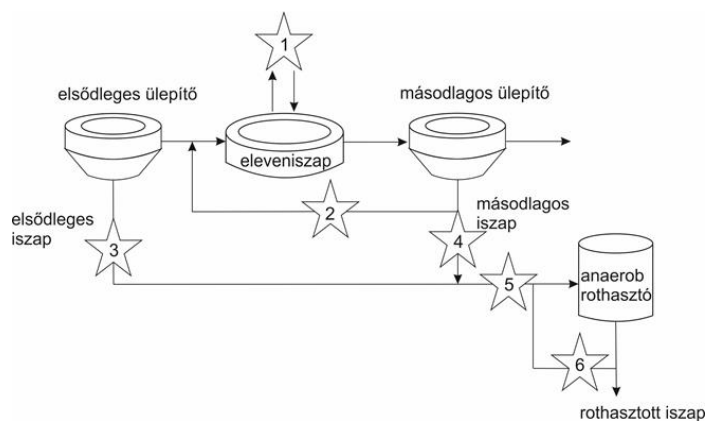 1
elsődleges ülepítő
másodlagos ülepítő
eleveniszap
elsődleges
iszap
2
másodlagos
iszap
3
4
5
anaerob
rothasztó
6
rothasztott iszap